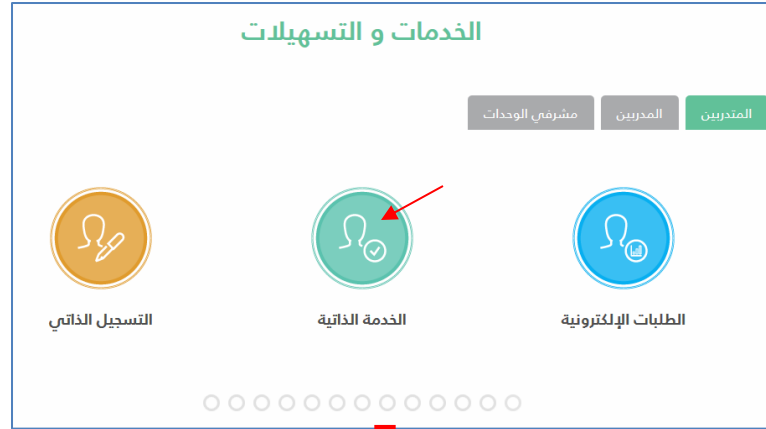 الخدمات و التسهيلات
المتدربين
المدربين
مشرفي الوحدات
الطلبات الإلكترونية
الخدمة الذاتية
التسجيل الذاتي